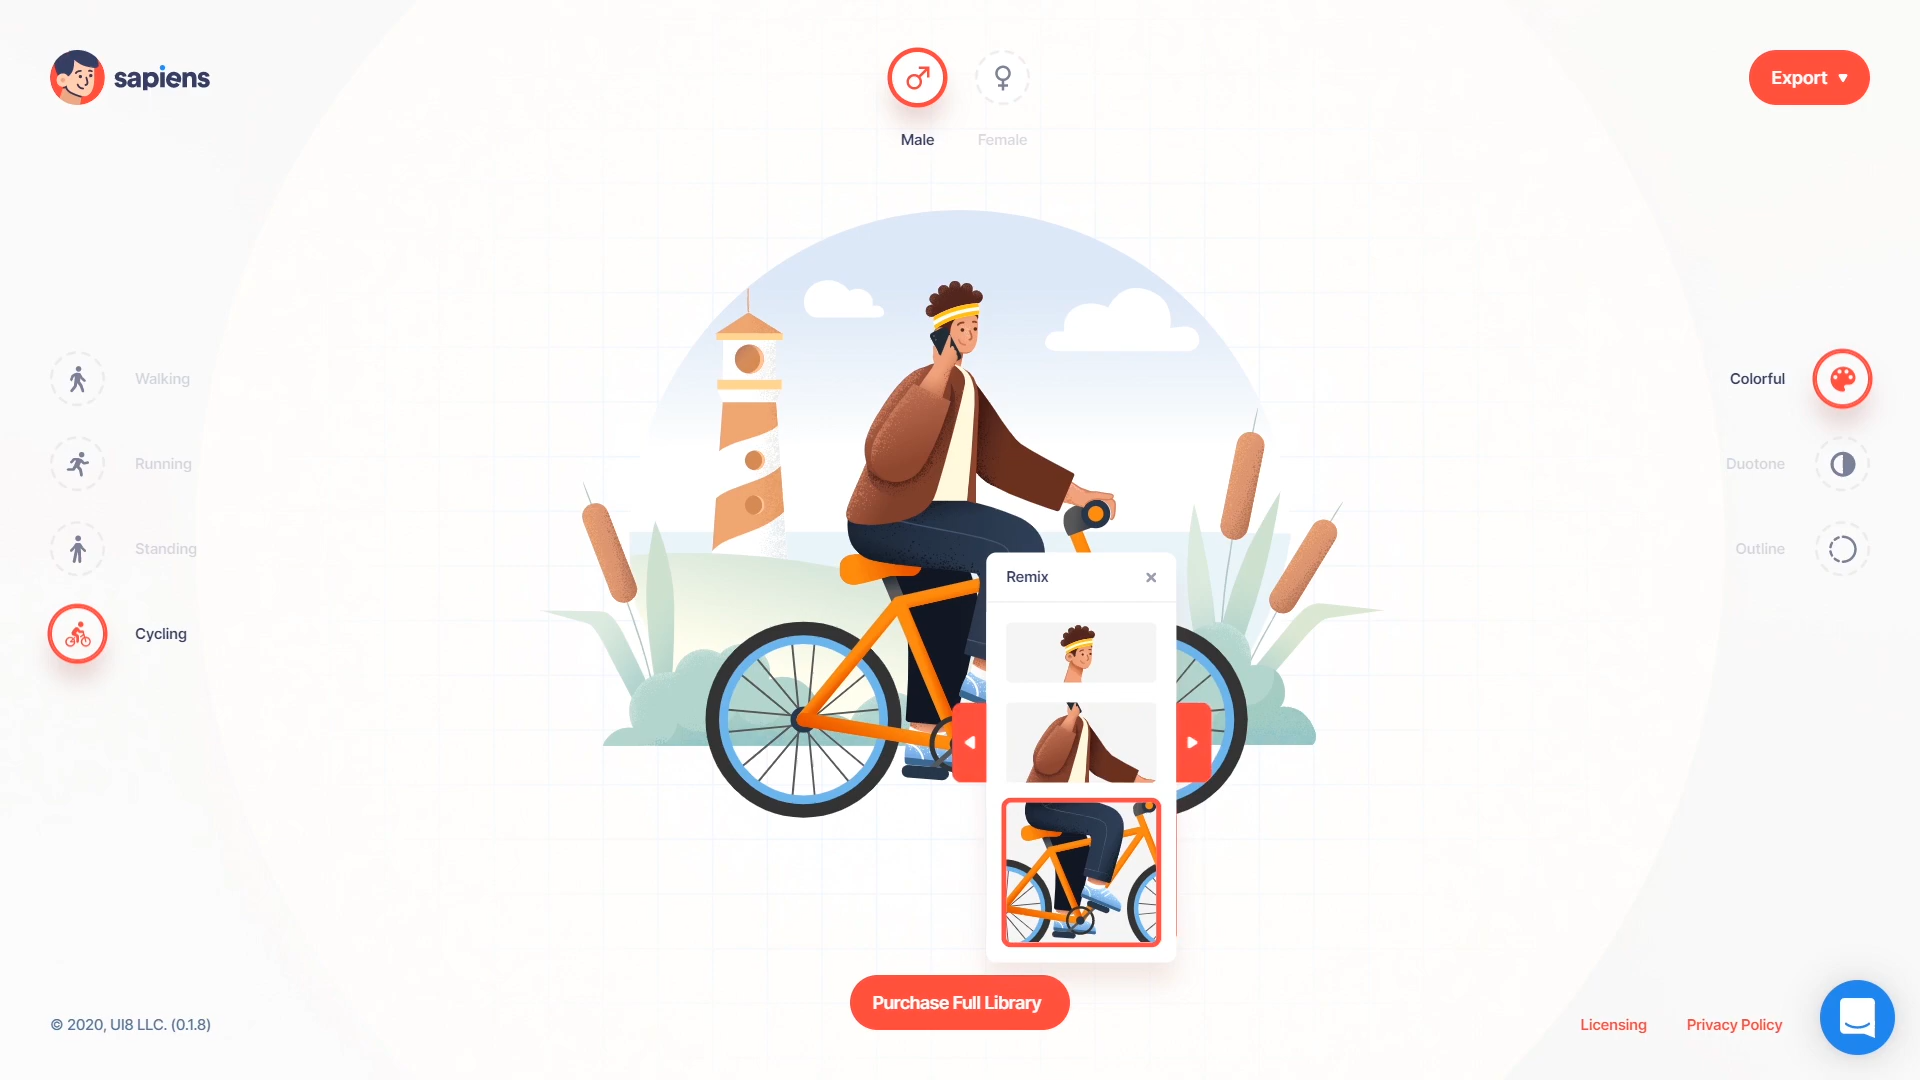 sapiens
Male
Female
Export
Walking
Running
Standing
Cycling
Colorful
Duotone
Outline
Remix
Purchase Full Library
© 2020, UI8 LLC. (0.1.8)
Licensing
Privacy Policy